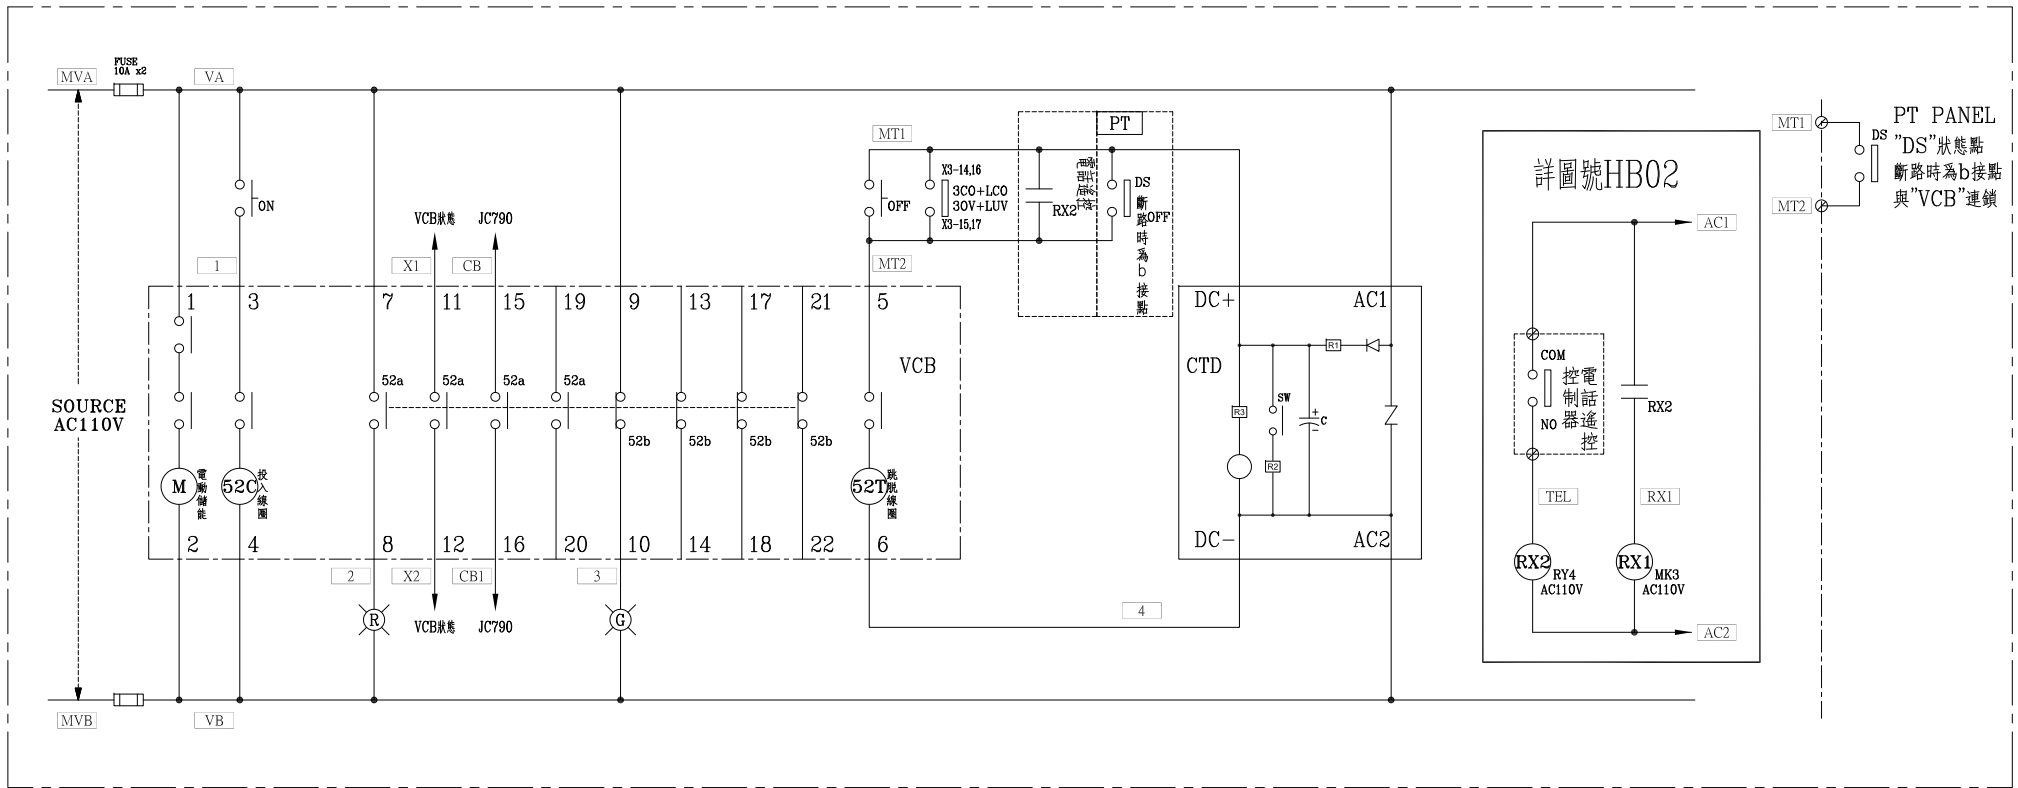 FUSE
10A x2
MVA
VA
SOURCE
AC110V
MVB
VB
ON
1
1
3
7
11
15
19
9
13
17
21
5
VCB狀態
JC790
X1
CB
52a
52a
52a
52a
52b
52b
52b
52b
VCB
M
電動儲能
52C
投入線圈
52T
跳脫線圈
2
4
8
12
16
20
10
14
18
22
6
2
X2
CB1
3
R
VCB狀態
JC790
G
MT1
OFF
X3-14,16
3CO+LCO
3OV+LUV
X3-15,17
MT2
RX2
電話遙控
PT
DS
OFF
斷路時為b接點
4
DC+
AC1
CTD
R1
R3
SW
R2
+
C
-
DC-
AC2
詳圖號HB02
AC1
COM
NO
電話遙控
控制器
RX2
TEL
RX1
RX2
RY4
AC110V
RX1
MK3
AC110V
AC2
MT1
MT2
DS
PT PANEL
"DS"狀態點
斷路時為b接點
與"VCB"連鎖